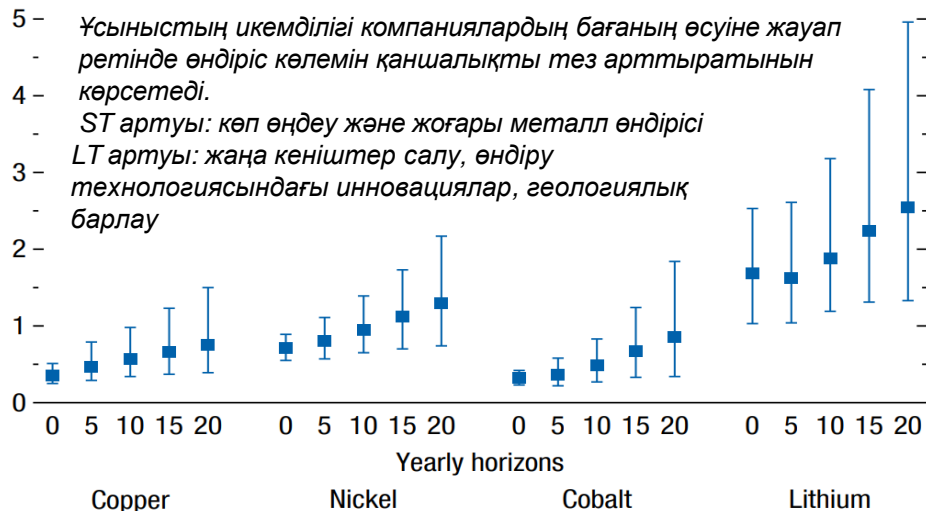 5
Ұсыныстың икемділігі компаниялардың бағаның өсуіне жауап
ретінде өндіріс көлемін қаншалықты тез арттыратынын
көрсетеді.
ST артуы: көп өңдеу және жоғары металл өндірісі
LT артуы: жаңа кеніштер салу, өндіру
технологиясындағы инновациялар, геологиялық
барлау
4
3
2
1
0
0 5 10 15 20 0 5 10 15 20 0 5 10 15 20 0 5 10 15 20
Yearly horizons
Copper Nickel Cobalt Lithium